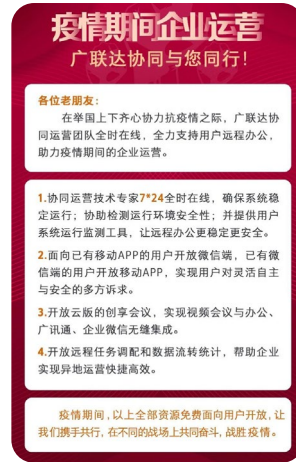 疫情期间企业运营
广联达协同与您同行！
各位老朋友：
在举国上下齐心协力抗疫情之际，广联达协
同运营团队全时在线，全力支持用户远程办公，
助力疫情期间的企业运营。
1.协同运营技术专家7*24全时在线，确保系统稳
定运行；协助检测运行环境安全性；并提供用户
系统运行监测工具，让远程办公更稳定更安全。
2.面向已有移动APP的用户开放微信端，已有微
信端的用户开放移动APP，实现用户对灵活自主
与安全的多方诉求。
3.开放云版的创享会议，实现视频会议与办公、
广讯通、企业微信无缝集成。
4.开放远程任务调配和数据流转统计，帮助企业
实现异地运营快捷高效。
疫情期间，以上全部资源免费面向用户开放，让
我们携手共行，在不同的战场上共同奋斗，战胜疫情。